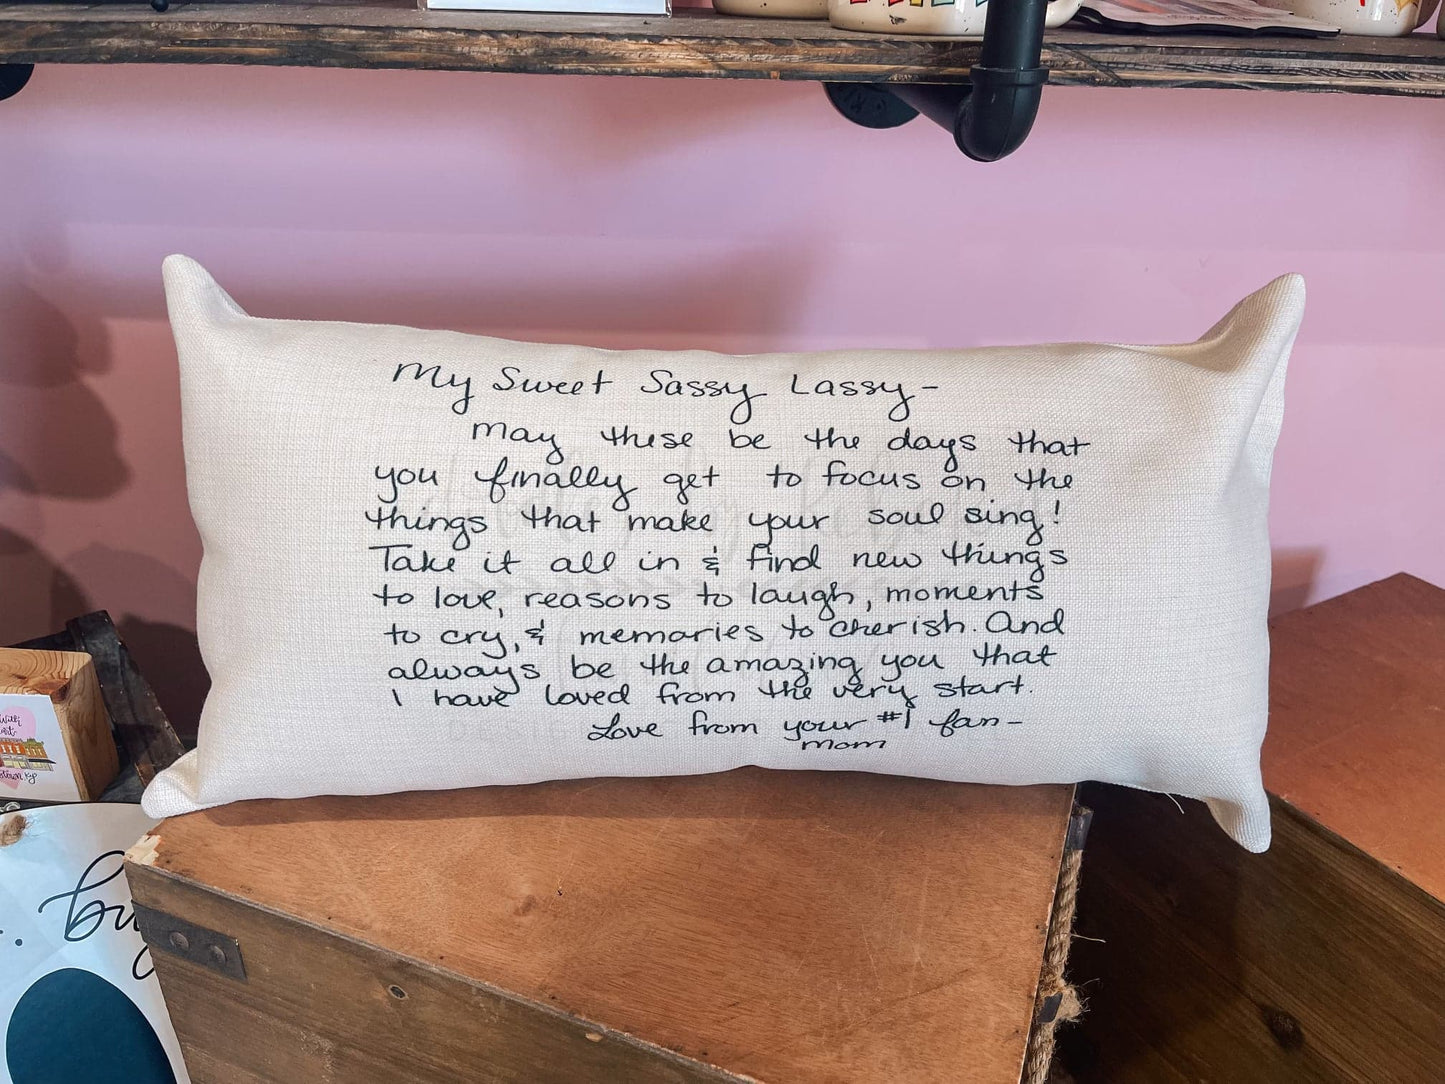 My Sweet Sassy Lassy-
May these be the days that
you finally get to focus on the
things that make your soul sing!
Take it all in & find new things
to love, reasons to laugh, moments
to cry, & memories to cherish. And
always be the amazing you that
I have loved from the very start.
Love from your #1 fan-
mom